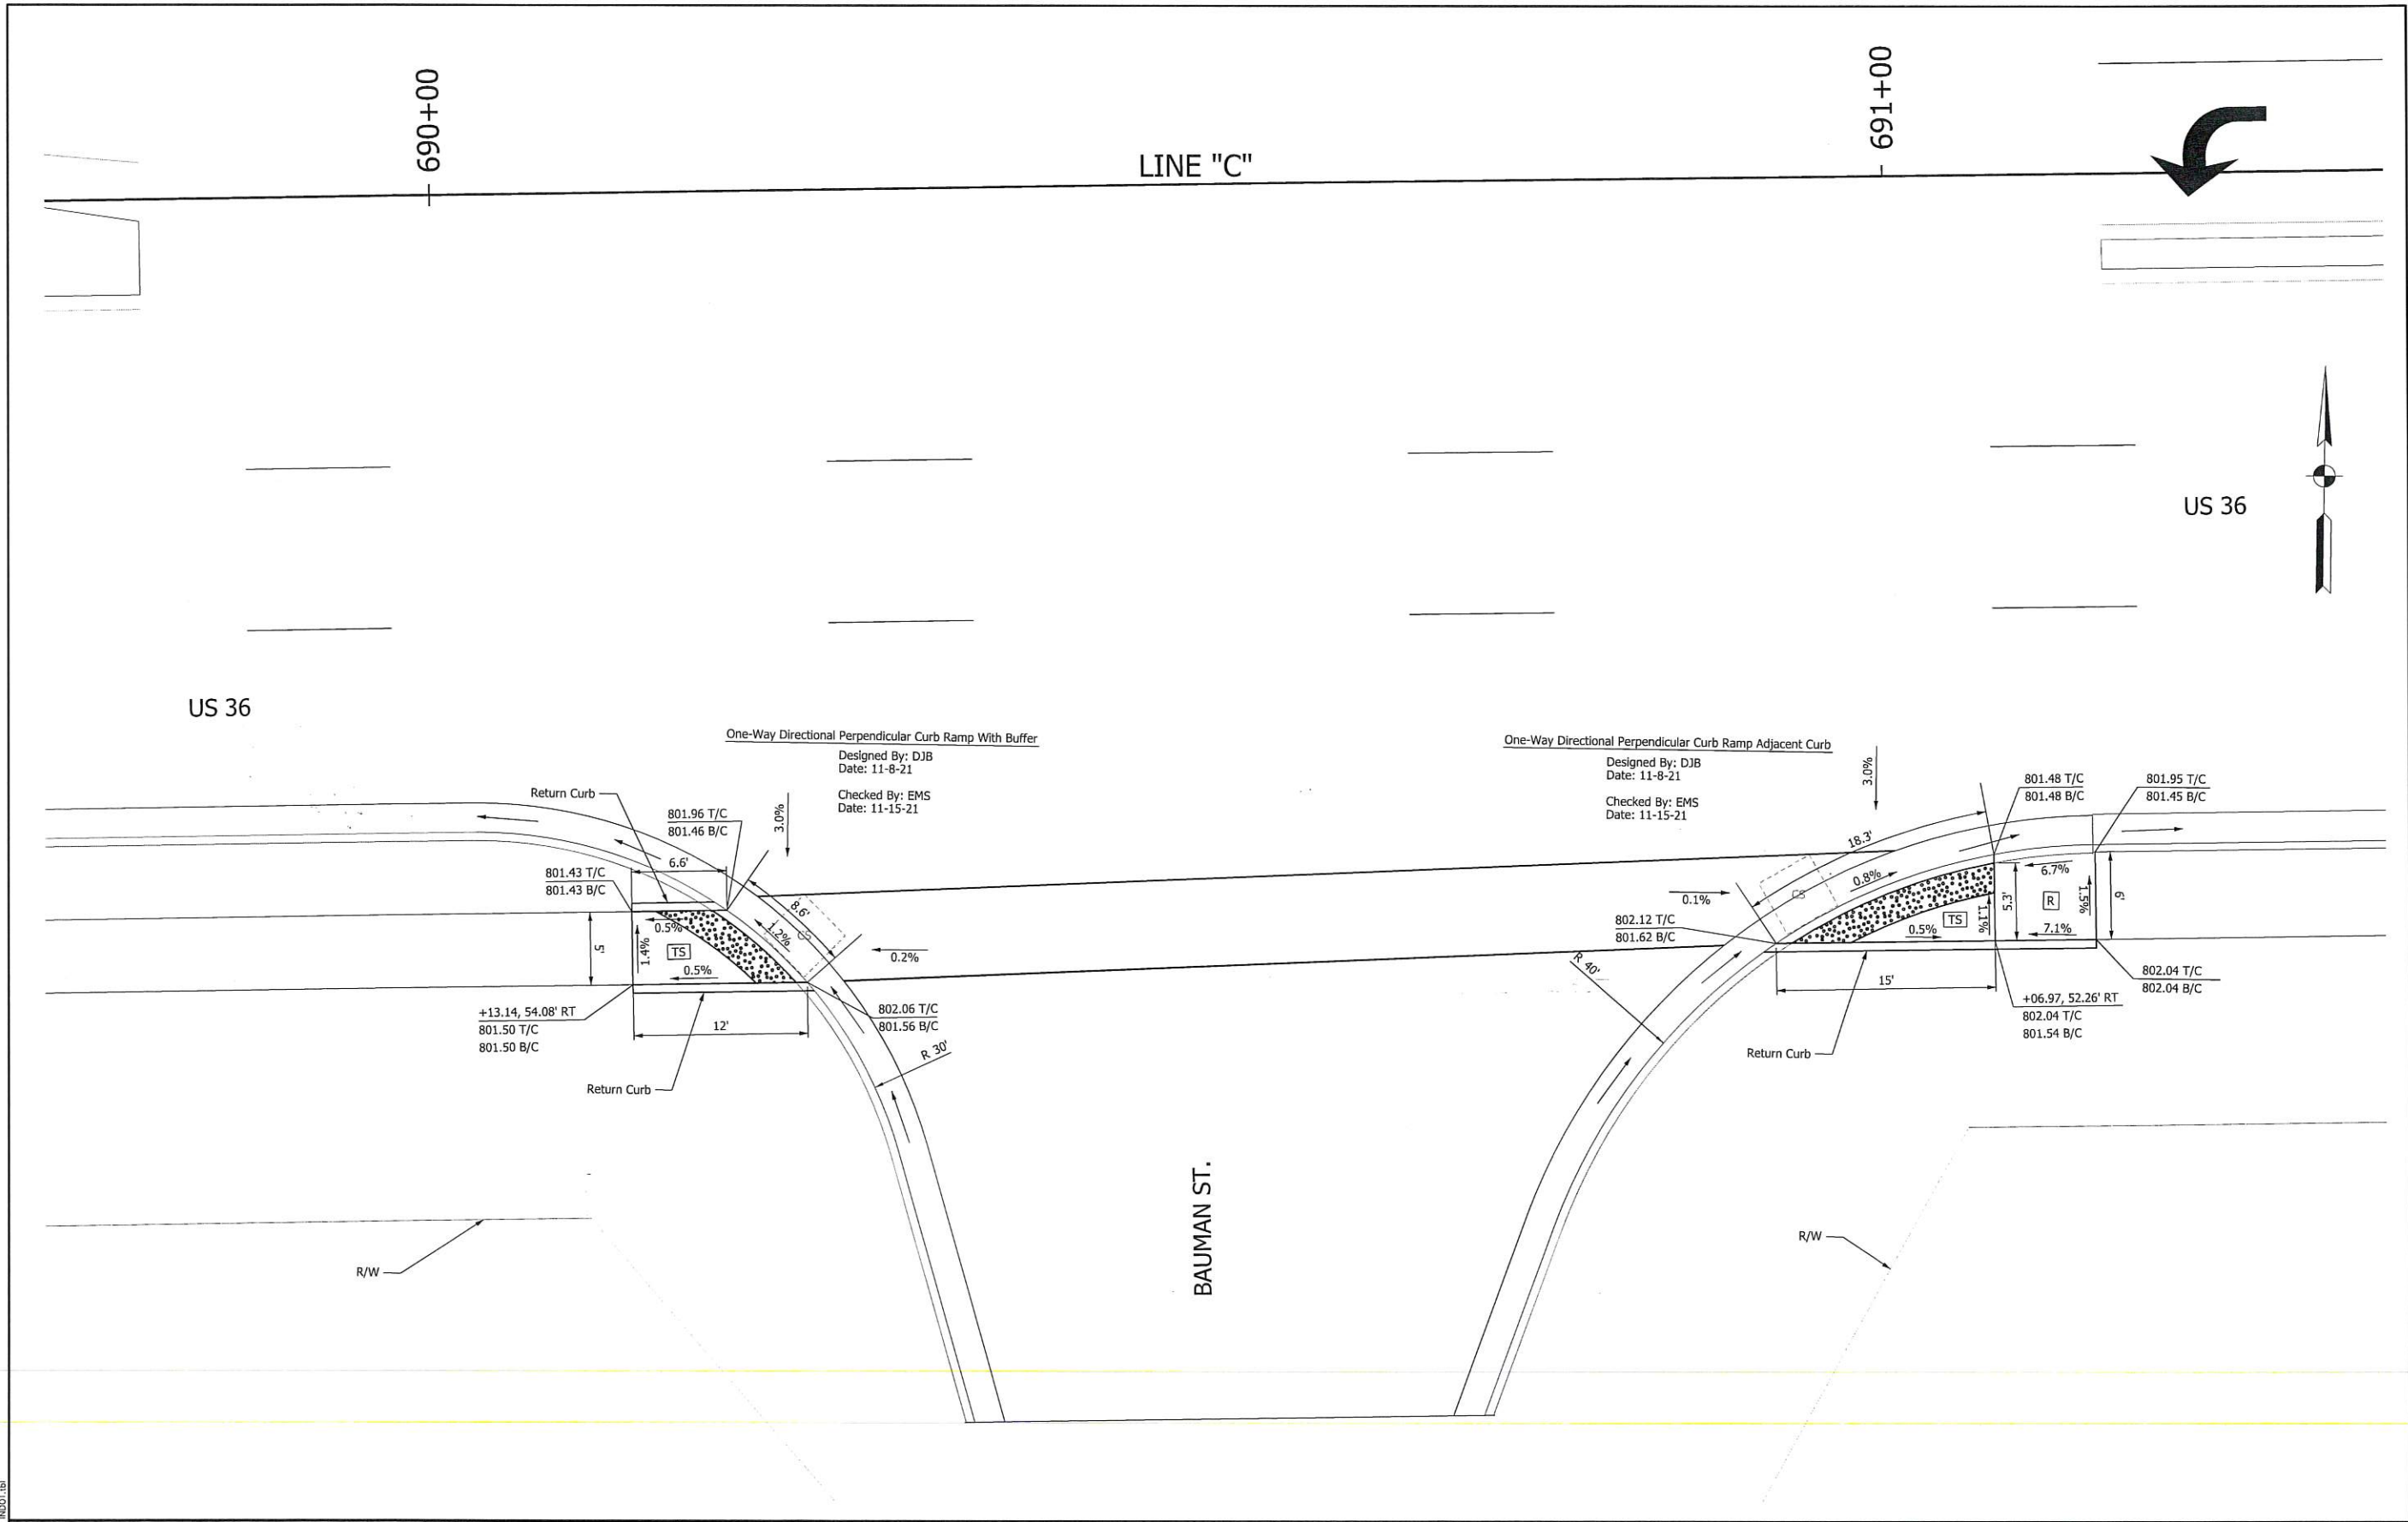 690+00
LINE "C"
691+00
US 36
US 36
One-Way Directional Perpendicular Curb Ramp With Buffer
Designed By: DJB
Date: 11-8-21
Checked By: EMS
Date: 11-15-21
Return Curb
801.96 T/C
801.46 B/C
3.0%
6.6'
801.43 T/C
801.43 B/C
8.6'
1.2%
CS
0.5%
5'
1.4%
TS
0.5%
0.2%
+13.14, 54.08' RT
801.50 T/C
801.50 B/C
12'
802.06 T/C
801.56 B/C
R 30'
Return Curb
One-Way Directional Perpendicular Curb Ramp Adjacent Curb
Designed By: DJB
Date: 11-8-21
Checked By: EMS
Date: 11-15-21
3.0%
801.48 T/C
801.48 B/C
801.95 T/C
801.45 B/C
18.3'
0.8%
CS
0.1%
6.7%
802.12 T/C
801.62 B/C
0.5%
TS
1.1%
5.3'
R
1.5%
6'
7.1%
R 40'
15'
802.04 T/C
802.04 B/C
+06.97, 52.26' RT
802.04 T/C
801.54 B/C
Return Curb
BAUMAN ST.
R/W
R/W
INDOT.tbl